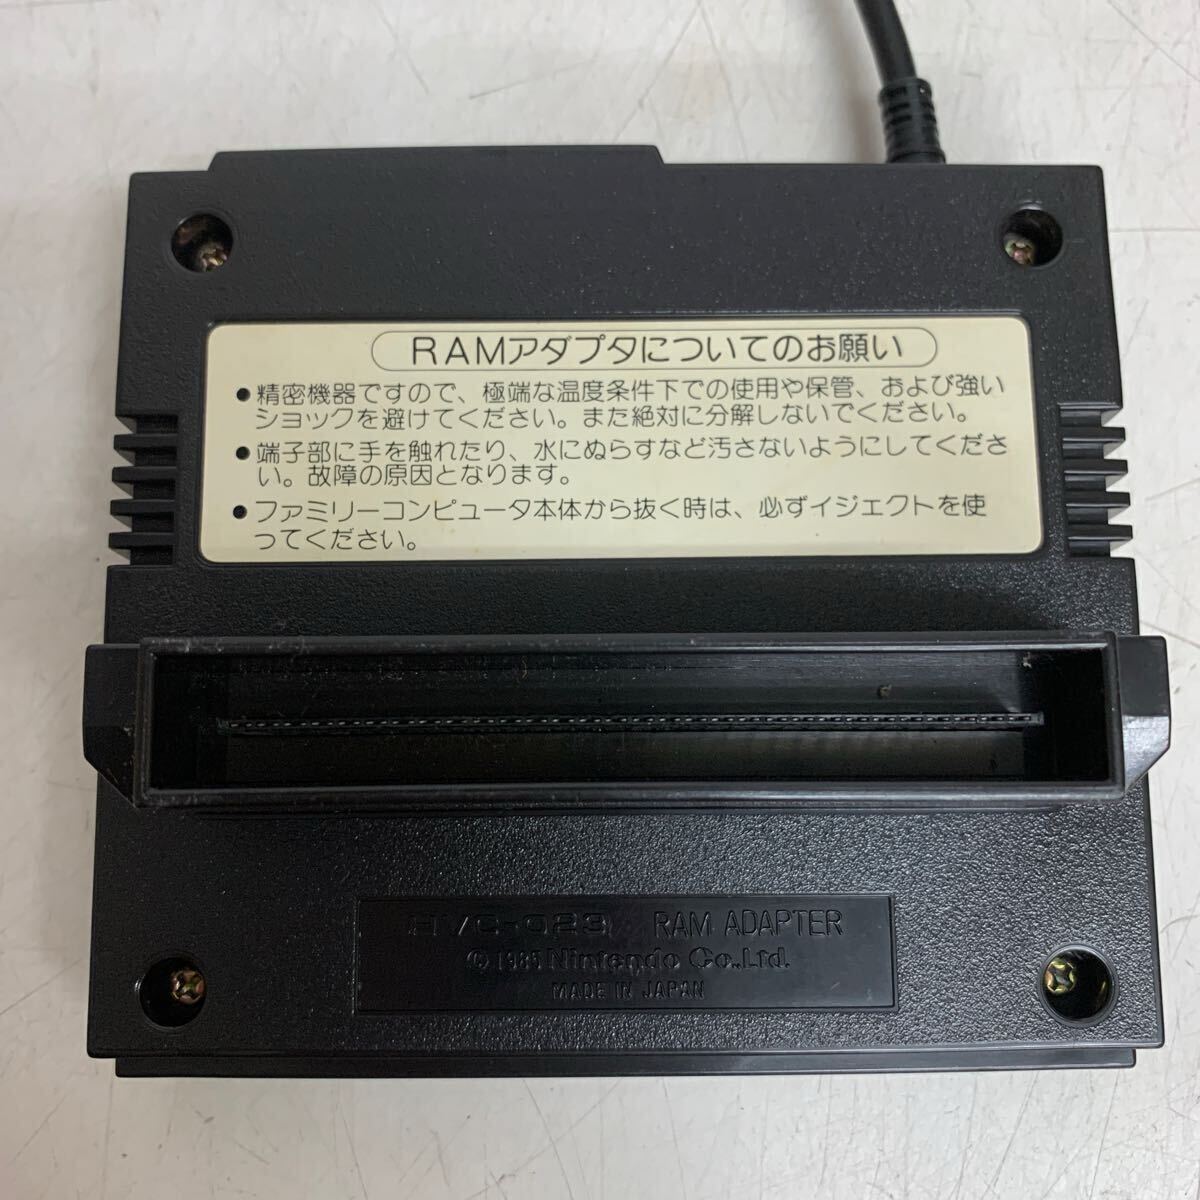 RAMアダプタについてのお願い
●精密機器ですので、極端な温度条件下での使用や保管、および強い
ショックを避けてください。また絶対に分解しないでください。
●端子部に手を触れたり、水にぬらすなど汚さないようにしてくださ
い。故障の原因となります。
●ファミリーコンピュータ本体から抜く時は、必ずイジェクトを使
ってください。
HVC-023 RAM ADAPTER
© 1985 Nintendo Co.,Ltd.
MADE IN JAPAN